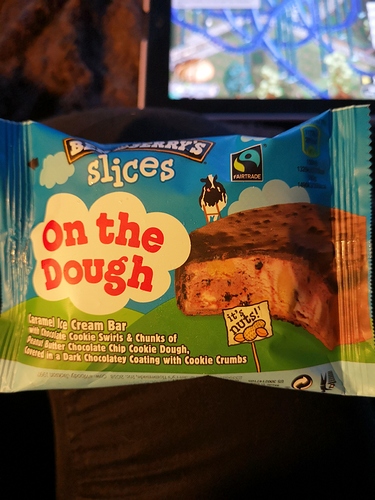 BEN & JERRY'S
slices
FAIRTRADE
On the
Dough
it's
nuts!
Caramel Ice Cream Bar
with Chocolate Cookie Swirls & Chunks of
Peanut Butter Chocolate Chip Cookie Dough,
Covered in a Dark Chocolatey Coating with Cookie Crumbs